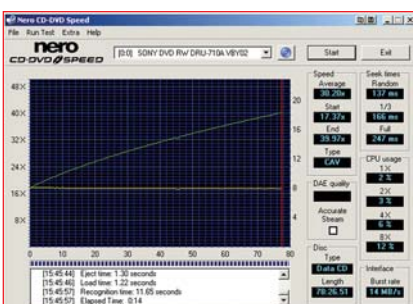 Nero CD-DVD Speed
File Run Test Extra Help
nero
CD-DVD SPEED
[0:0] SONY DVD RW DRU-710A VBY02
Start
Exit
48X
40X
32X
24X
16X
8X
20
16
12
8
4
0 10 20 30 40 50 60 70 80
Speed
Average
30.20x
Start
17.37x
End
39.97x
Type
CAV
Seek times
Random
137 ms
1/3
166 ms
Full
247 ms
CPU usage
1X
2 %
2X
3 %
4X
6 %
8X
12 %
DAE quality
Accurate
Stream
Disc
Type
Data CD
Length
78:26.51
Interface
Burst rate
14 MB/s
[15:45:44] Eject time: 1.30 seconds
[15:45:46] Load time: 1.22 seconds
[15:45:57] Recognition time: 11.65 seconds
[15:45:57] Elapsed Time: 0:14